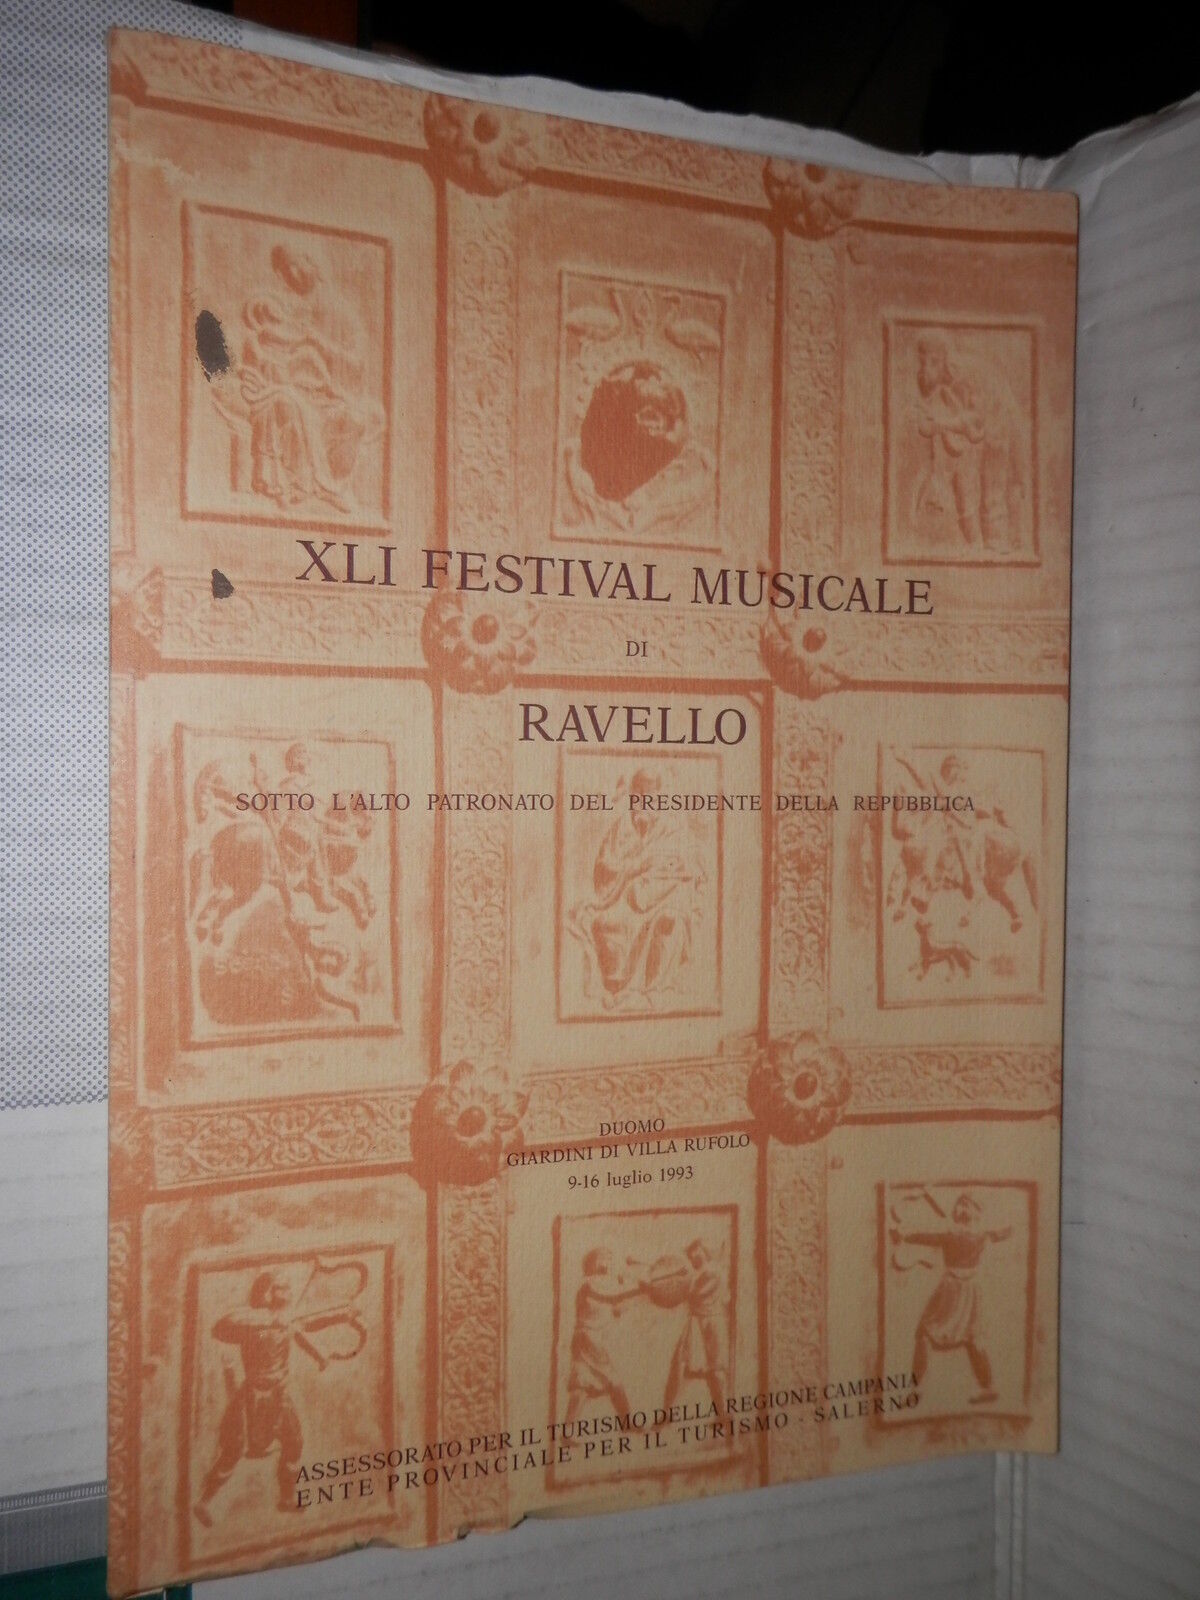 XLI FESTIVAL MUSICALE
DI
RAVELLO
SOTTO L'ALTO PATRONATO DEL PRESIDENTE DELLA REPUBBLICA
DUOMO
GIARDINI DI VILLA RUFOLO
9-16 luglio 1993
ASSESSORATO PER IL TURISMO DELLA REGIONE CAMPANIA
ENTE PROVINCIALE PER IL TURISMO - SALERNO